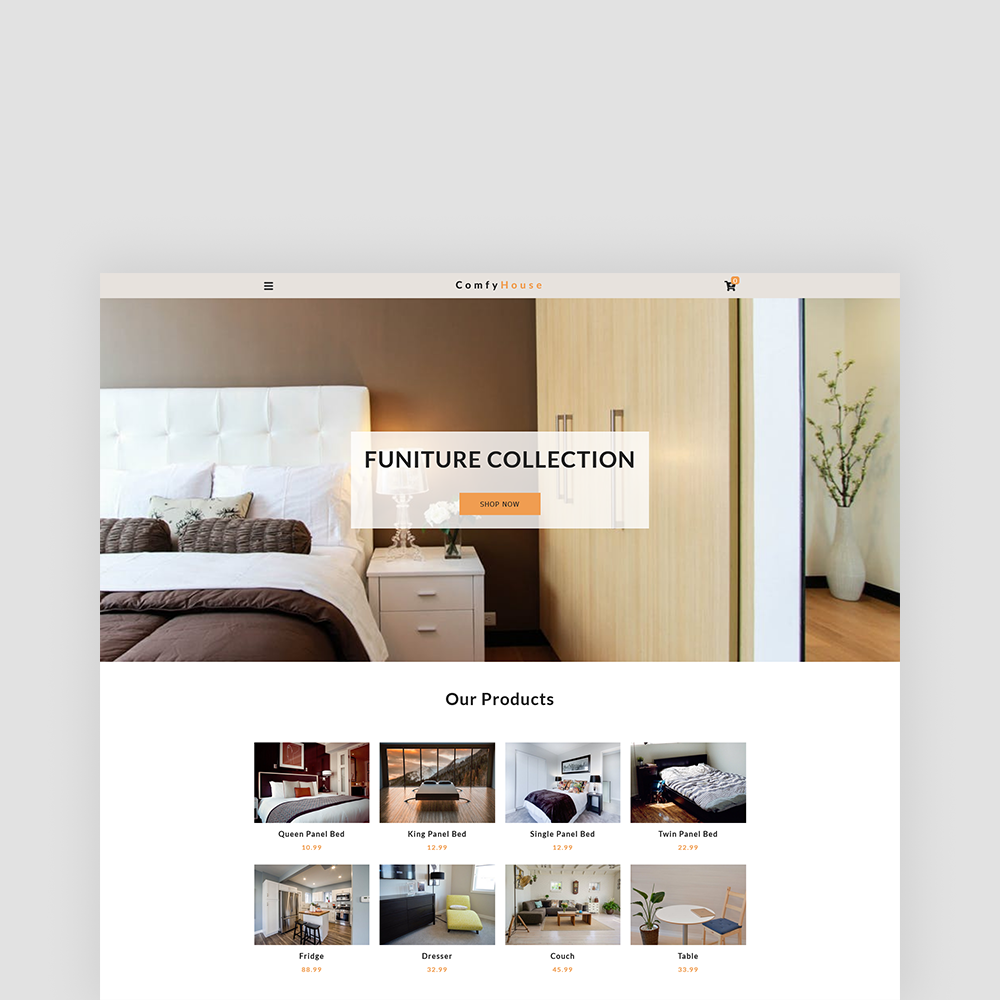 ComfyHouse
0
FUNITURE COLLECTION
SHOP NOW
Our Products
Queen Panel Bed
10.99
King Panel Bed
12.99
Single Panel Bed
12.99
Twin Panel Bed
22.99
Fridge
88.99
Dresser
32.99
Couch
45.99
Table
33.99